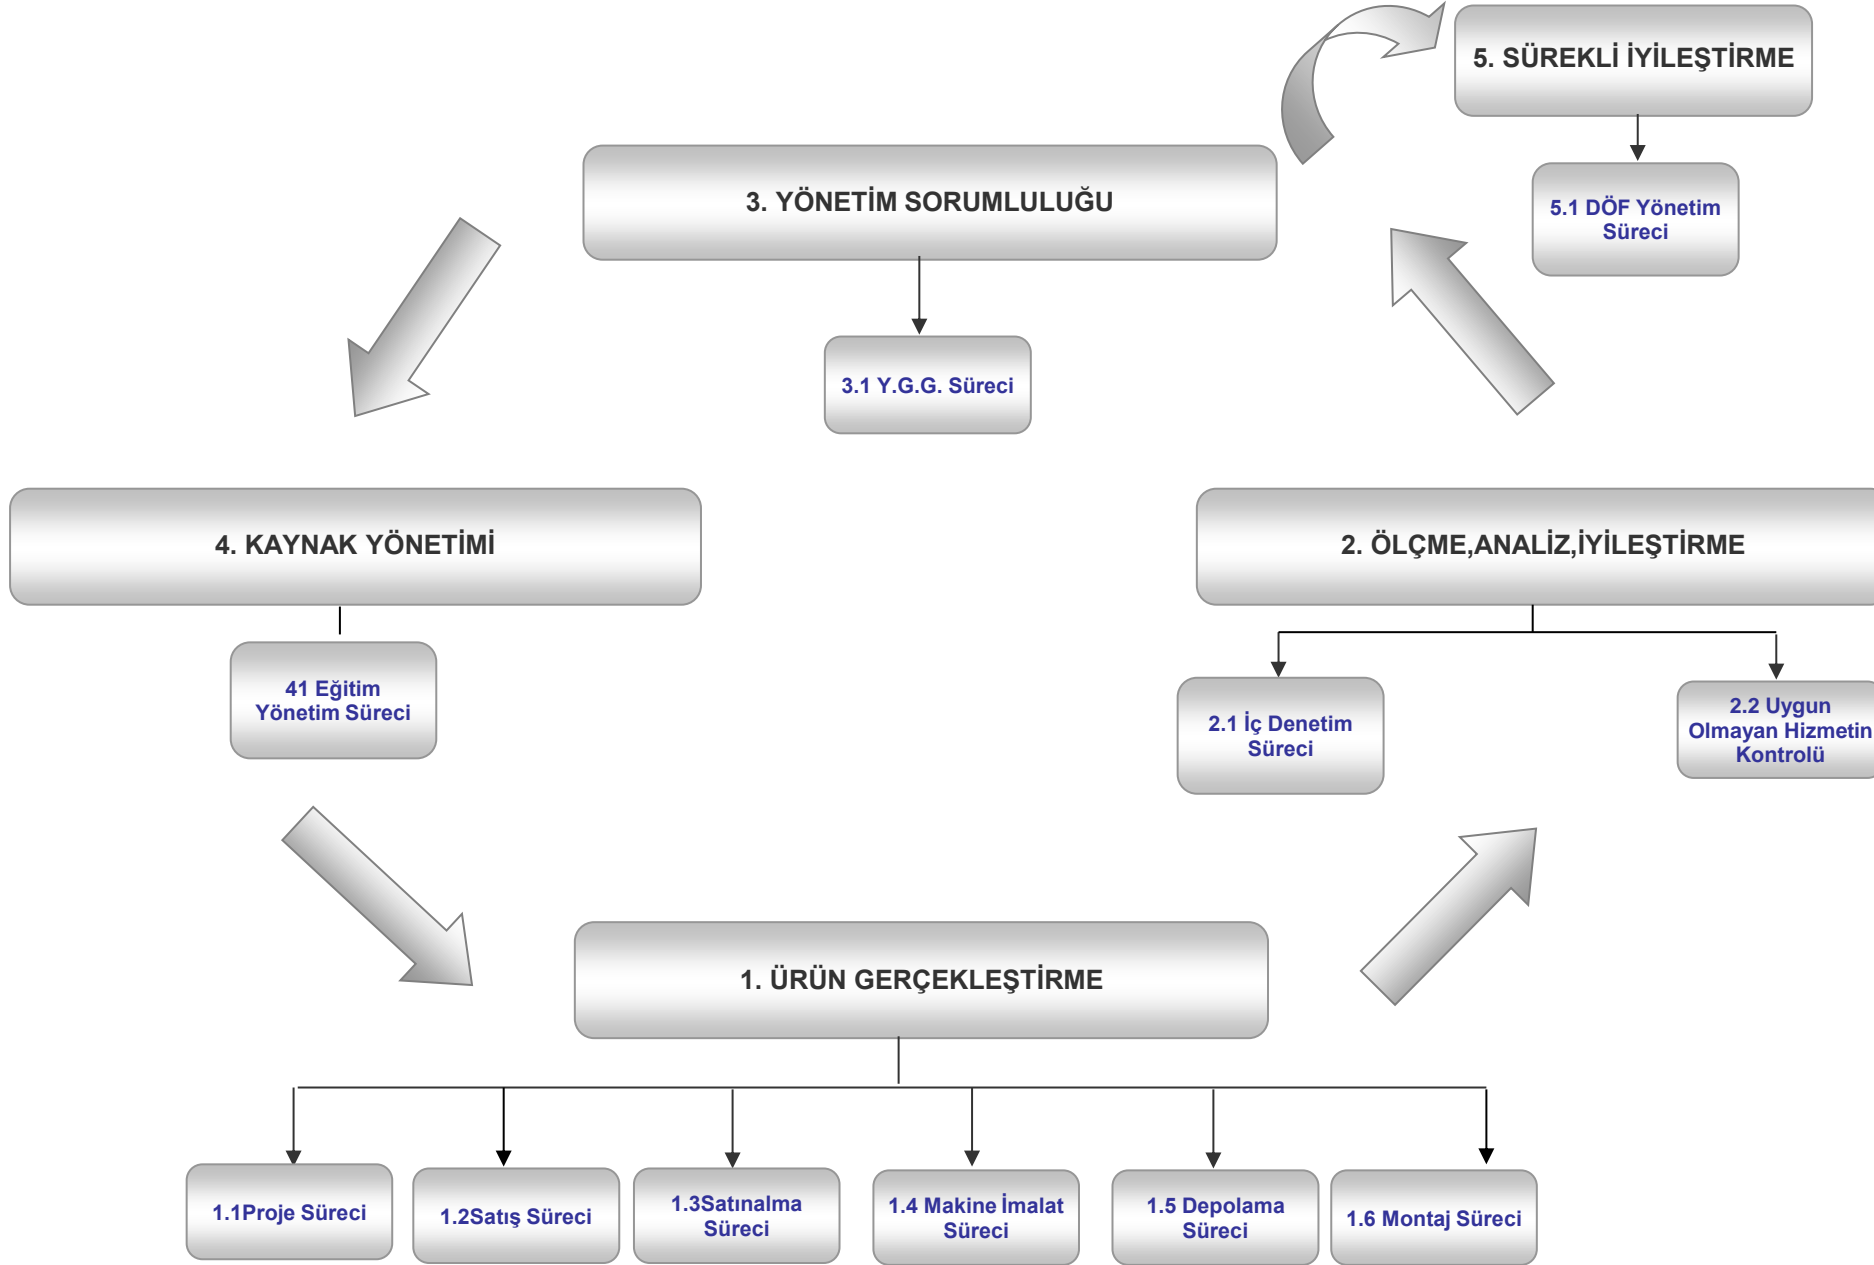 5. SÜREKLİ İYİLEŞTİRME
3. YÖNETİM SORUMLULUĞU
5.1 DÖF Yönetim
Süreci
3.1 Y.G.G. Süreci
4. KAYNAK YÖNETİMİ
2. ÖLÇME,ANALİZ,İYİLEŞTİRME
41 Eğitim
Yönetim Süreci
2.1 İç Denetim
Süreci
2.2 Uygun
Olmayan Hizmetin
Kontrolü
1. ÜRÜN GERÇEKLEŞTİRME
1.1Proje Süreci
1.2Satış Süreci
1.3Satınalma
Süreci
1.4 Makine İmalat
Süreci
1.5 Depolama
Süreci
1.6 Montaj Süreci